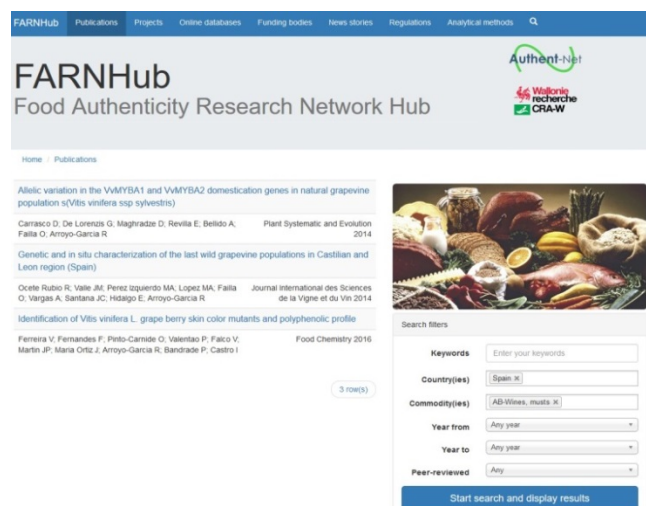 FARNHub Publications Projects Online databases Funding bodies News stories Regulations Analytical methods
FARNHub
Food Authenticity Research Network Hub
Authent-Net
Wallonie
recherche
CRA-W
Home / Publications
Allelic variation in the VvMYBA1 and VvMYBA2 domestication genes in natural grapevine
population s(Vitis vinifera ssp sylvestris)
Carrasco D; De Lorenzis G; Maghradze D; Revilla E; Bellido A;
Failla O; Arroyo-Garcia R
Plant Systematic and Evolution
2014
Genetic and in situ characterization of the last wild grapevine populations in Castilian and
Leon region (Spain)
Ocete Rubio R; Valle JM; Perez Izquierdo MA; Lopez MA; Failla
O; Vargas A; Santana JC; Hidalgo E; Arroyo-Garcia R
Journal International des Sciences
de la Vigne et du Vin 2014
Identification of Vitis vinifera L. grape berry skin color mutants and polyphenolic profile
Ferreira V; Fernandes F; Pinto-Carnide O; Valentao P; Falco V;
Martin JP; Maria Ortiz J; Arroyo-Garcia R; Bandrade P; Castro I
Food Chemistry 2016
3 row(s)
Search filters
Keywords Enter your keywords
Country(ies) Spain ×
Commodity(ies) AB-Wines, musts ×
Year from Any year
Year to Any year
Peer-reviewed Any
Start search and display results